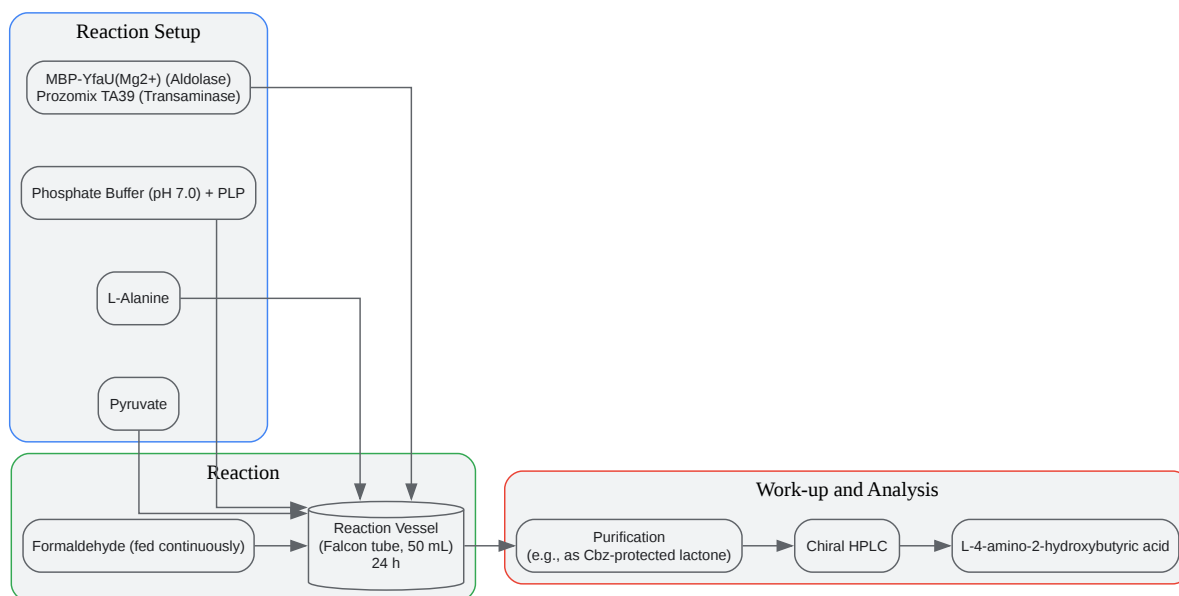 Reaction Setup
MBP-YfaU(Mg2+) (Aldolase)
Prozomix TA39 (Transaminase)
Phosphate Buffer (pH 7.0) + PLP
L-Alanine
Pyruvate
Reaction
Formaldehyde (fed continuously)
Reaction Vessel
(Falcon tube, 50 mL)
24 h
Work-up and Analysis
Purification
(e.g., as Cbz-protected lactone)
Chiral HPLC
L-4-amino-2-hydroxybutyric acid